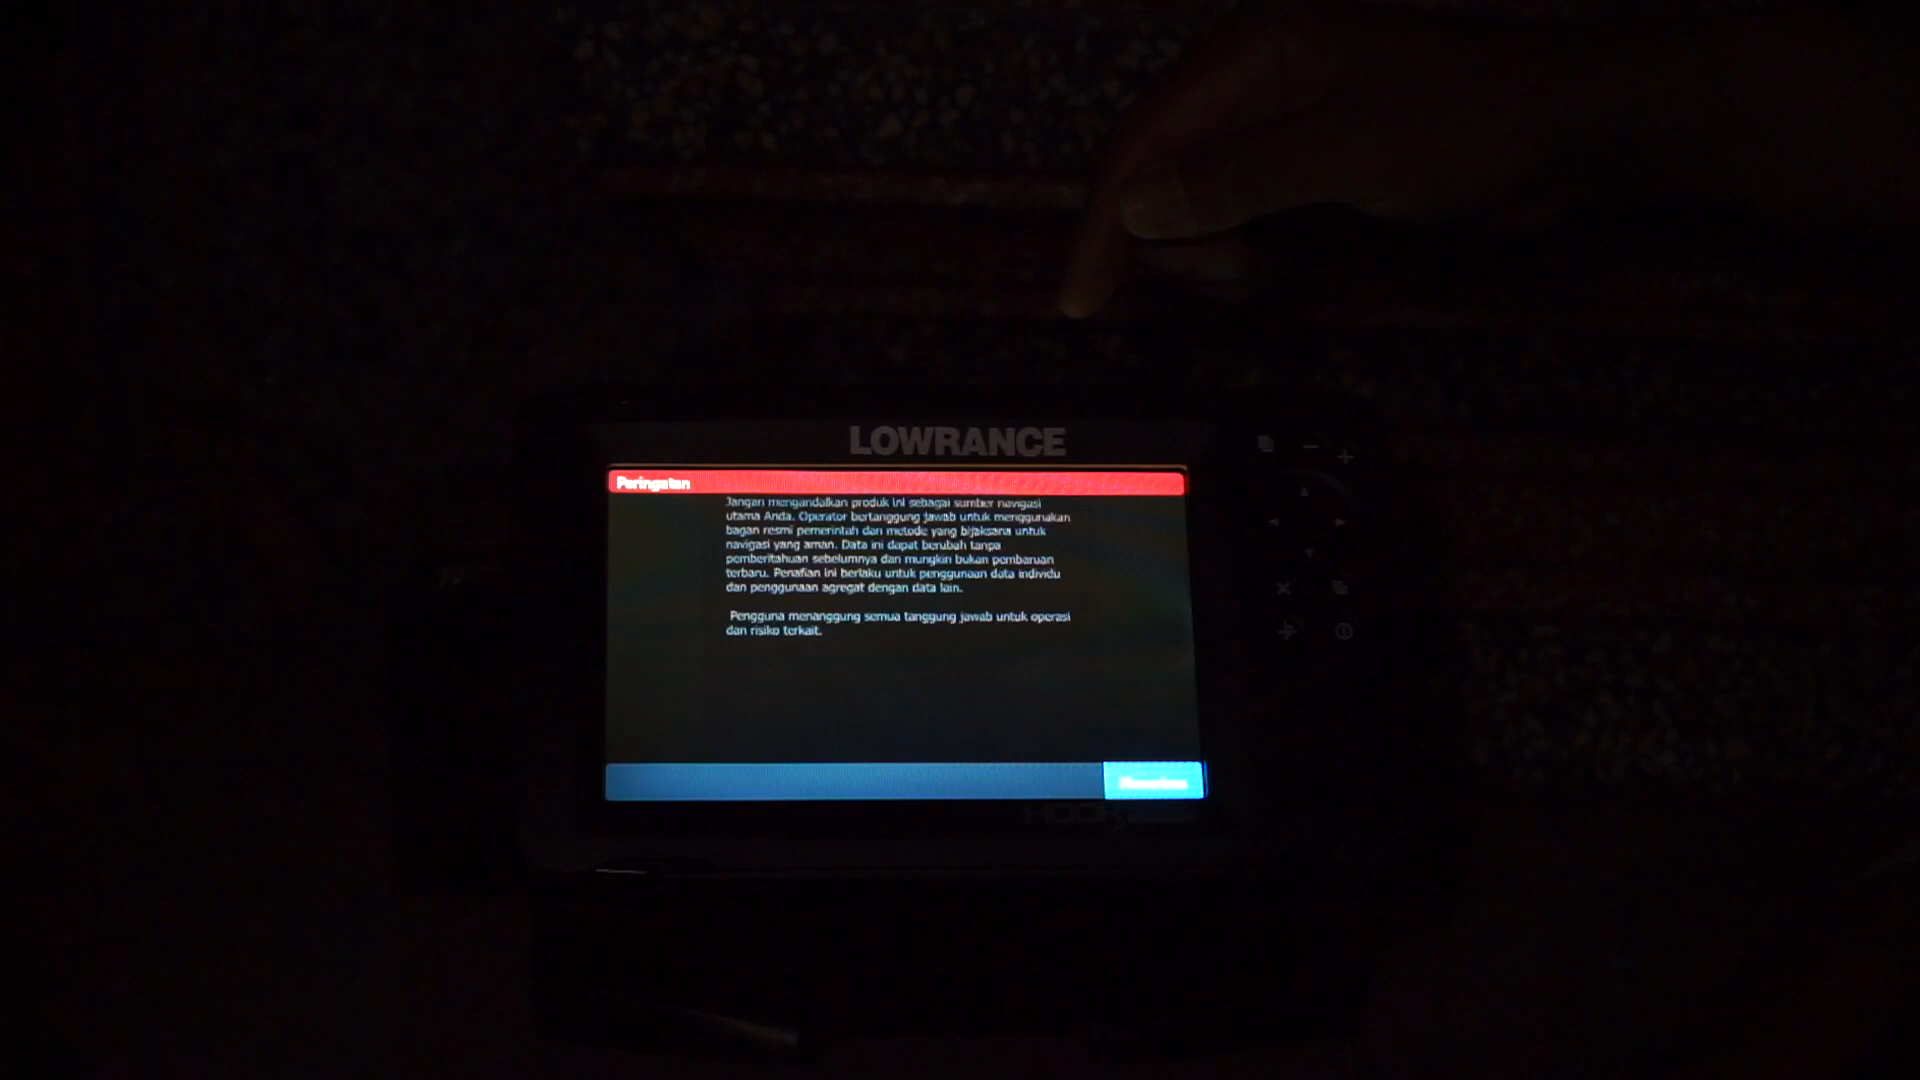 LOWRANCE
Peringatan
Jangan mengandalkan produk ini sebagai sumber navigasi
utama Anda. Operator bertanggung jawab untuk menggunakan
bagan resmi pemerintah dan metode yang bijaksana untuk
navigasi yang aman. Data ini dapat berubah tanpa
pemberitahuan sebelumnya dan mungkin bukan pembaruan
terbaru. Penafian ini berlaku untuk penggunaan data individu
dan penggunaan agregat dengan data lain.
Pengguna menanggung semua tanggung jawab untuk operasi
dan risiko terkait.
HOOK